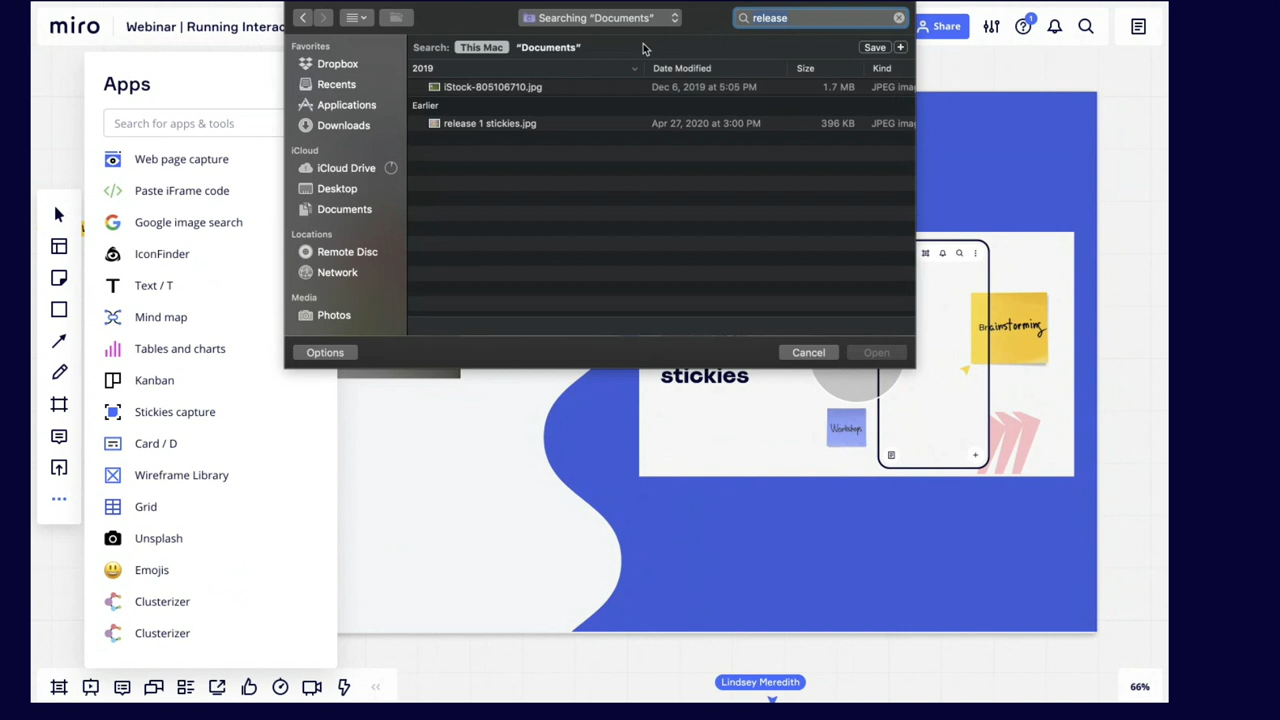 miro
Webinar | Running Interac
Searching "Documents"
release
Share
1
Apps
Search for apps & tools
Web page capture
Paste iFrame code
Google image search
IconFinder
Text / T
Mind map
Tables and charts
Kanban
Stickies capture
Card / D
Wireframe Library
Grid
Unsplash
Emojis
Clusterizer
Clusterizer
Favorites
Dropbox
Recents
Applications
Downloads
iCloud
iCloud Drive
Desktop
Documents
Locations
Remote Disc
Network
Media
Photos
Search: This Mac "Documents" Save +
2019 Date Modified Size Kind
iStock-805106710.jpg Dec 6, 2019 at 5:05 PM 1.7 MB JPEG ima
Earlier
release 1 stickies.jpg Apr 27, 2020 at 3:00 PM 396 KB JPEG ima
Options Cancel Open
stickies
Brainstorming
Workshops
Lindsey Meredith
66%